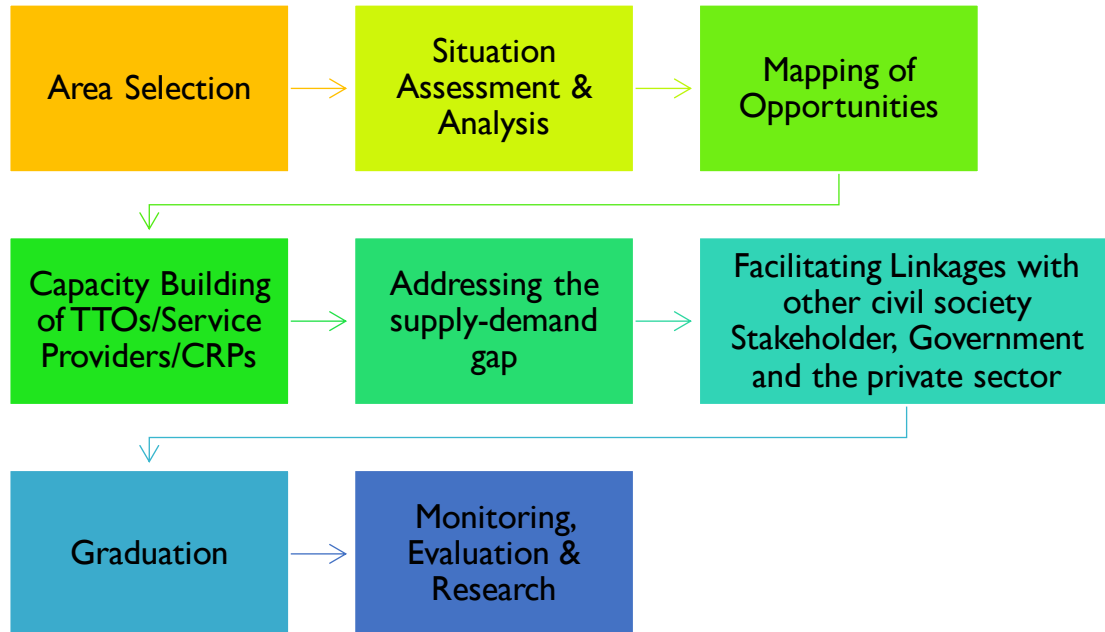 Area Selection
Situation
Assessment &
Analysis
Mapping of
Opportunities
Capacity Building
of TTOs/Service
Providers/CRPs
Addressing the
supply-demand
gap
Facilitating Linkages with
other civil society
Stakeholder, Government
and the private sector
Graduation
Monitoring,
Evaluation &
Research